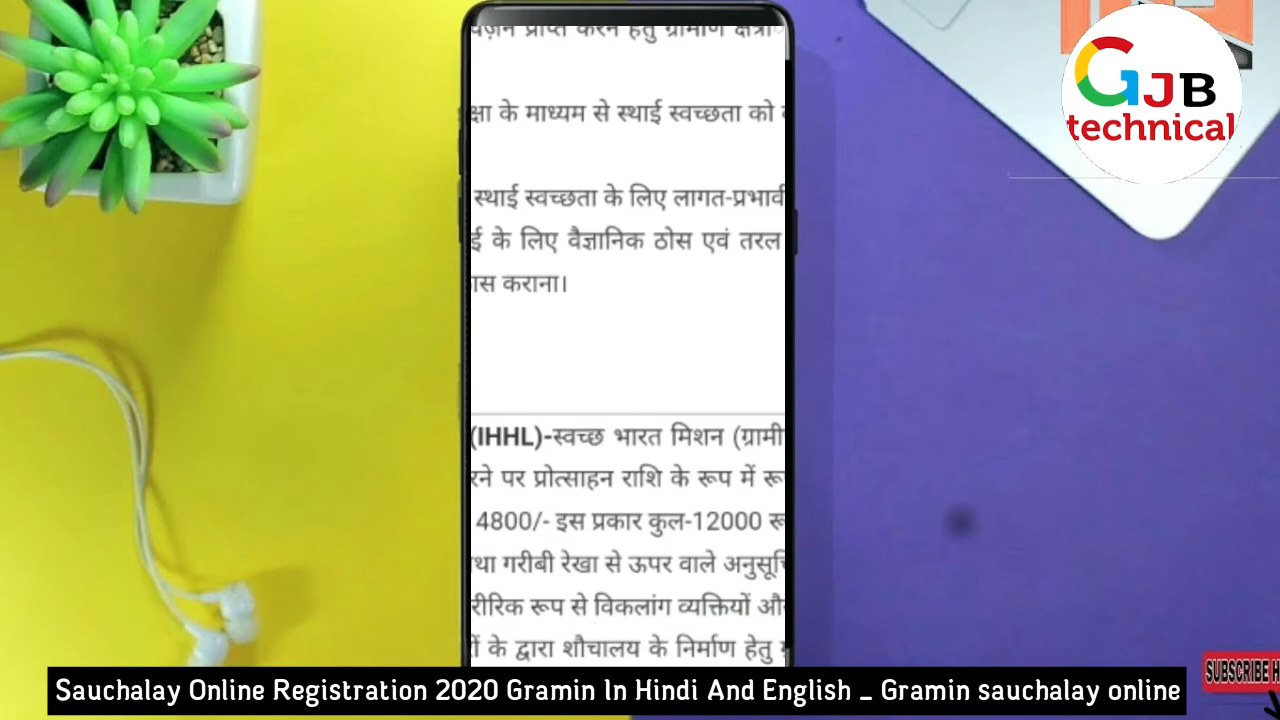 प्राप्त करने हेतु ग्रामीण
के माध्यम से स्थाई स्वच्छता को
स्थाई स्वच्छता के लिए लागत-प्रभावी
के लिए वैज्ञानिक ठोस एवं तरल
कराना।
(IHHL)-स्वच्छ भारत मिशन
पर प्रोत्साहन राशि के रूप में
4800/- इस प्रकार कुल-12000
गरीबी रेखा से ऊपर वाले
रूप से विकलांग व्यक्तियों
के द्वारा शौचालय के निर्माण हेतु
GJB
technical
SUBSCRIBE
Sauchalay Online Registration 2020 Gramin In Hindi And English _ Gramin sauchalay online